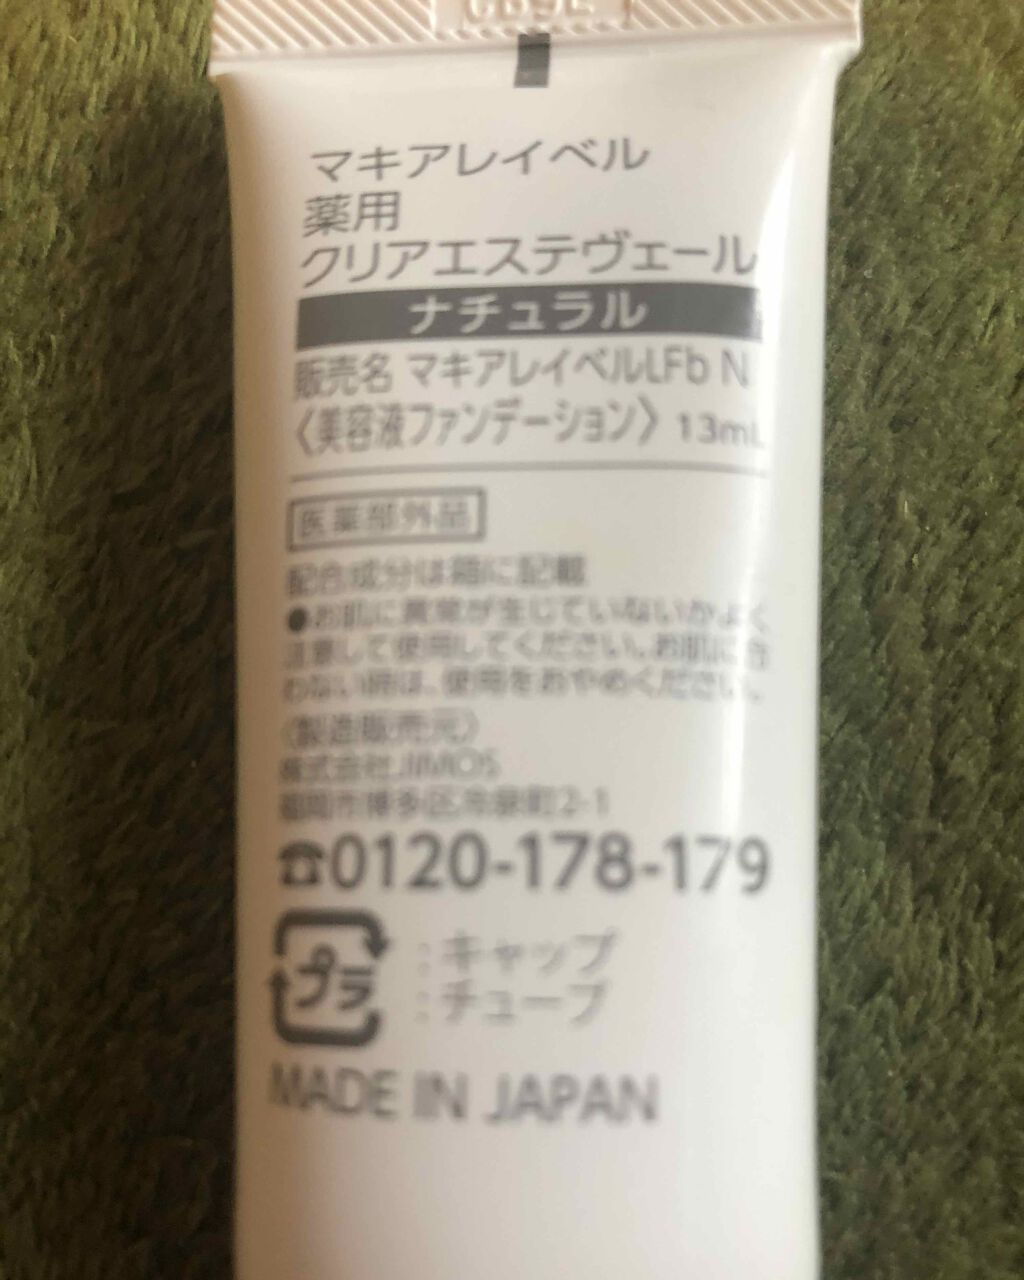 マキアレイベル
薬用
クリアエステヴェール
ナチュラル
販売名 マキアレイベルLFb N
〈美容液ファンデーション〉 13mL
医薬部外品
配合成分は箱に記載
●お肌に異常が生じていないかよく
注意して使用してください。お肌に合
わない時は、使用をおやめください。
〈製造販売元〉
株式会社JIMOS
福岡市博多区冷泉町2-1
☎0120-178-179
プラ
:キャップ
:チューブ
MADE IN JAPAN